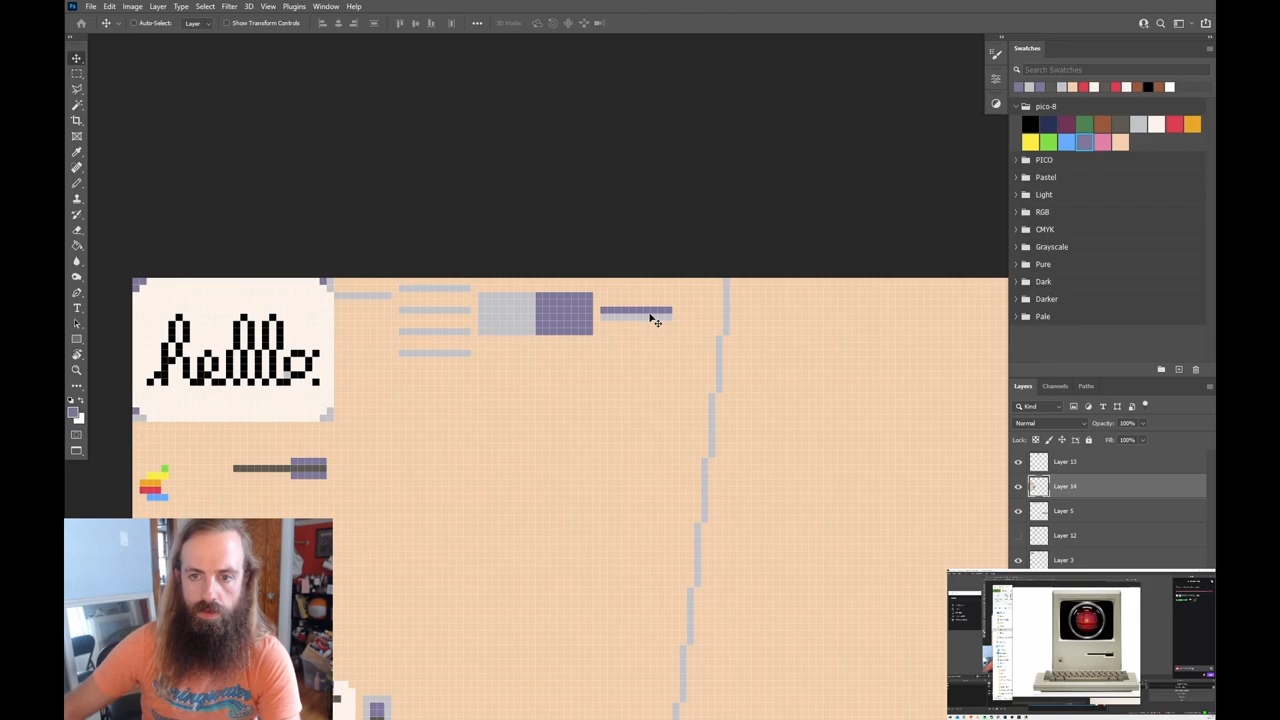 File Edit Image Layer Type Select Filter 3D View Plugins Window Help
Auto-Select: Layer Show Transform Controls 3D Mode:
Swatches
Search Swatches
pico-8
PICO
Pastel
Light
RGB
CMYK
Grayscale
Pure
Dark
Darker
Pale
hello
Layers Channels Paths
Kind
Normal Opacity: 100%
Lock: Fill: 100%
Layer 13
Layer 14
Layer 5
Layer 12
Layer 3